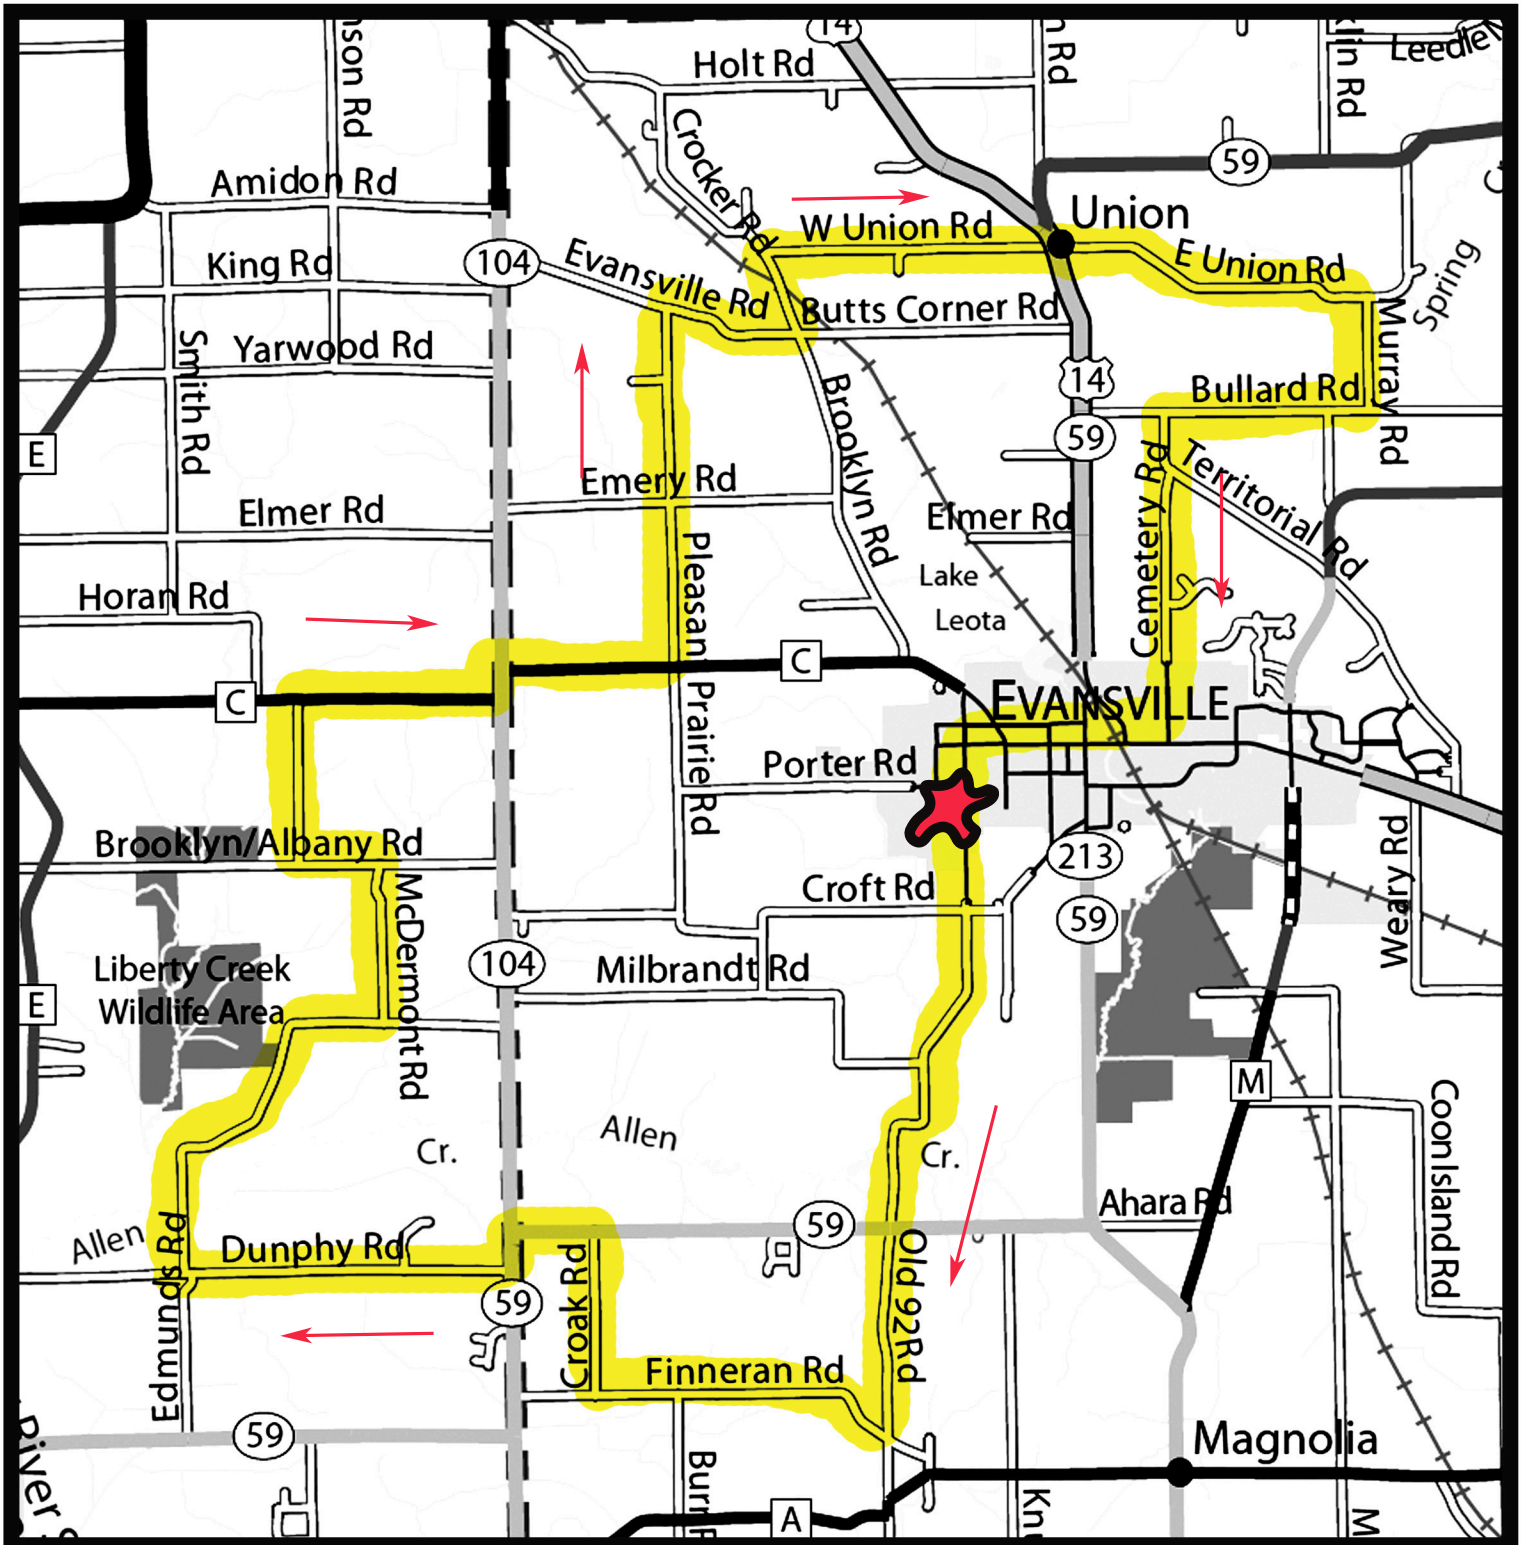 14
Holt Rd
Leedle
59
Crocker Rd
Amidon Rd
W Union Rd
Union
E Union Rd
King Rd
104
Evansville Rd
Spring
Butts Corner Rd
Smith Rd
Yarwood Rd
Murray Rd
14
Bullard Rd
59
E
Brooklyn Rd
Territorial Rd
Cemetery Rd
Emery Rd
Elmer Rd
Elmer Rd
Lake
Leota
Horan Rd
Pleasant Prairie Rd
C
C
EVANSVILLE
Porter Rd
Brooklyn/Albany Rd
213
Weary Rd
Croft Rd
59
McDermont Rd
Liberty Creek
Wildlife Area
104
Milbrandt Rd
E
M
Coon Island Rd
Allen
Cr.
Cr.
Ahara Rd
Allen
59
Edmunds Rd
Dunphy Rd
Croak Rd
Old 92 Rd
59
Finneran Rd
59
Magnolia
River
A